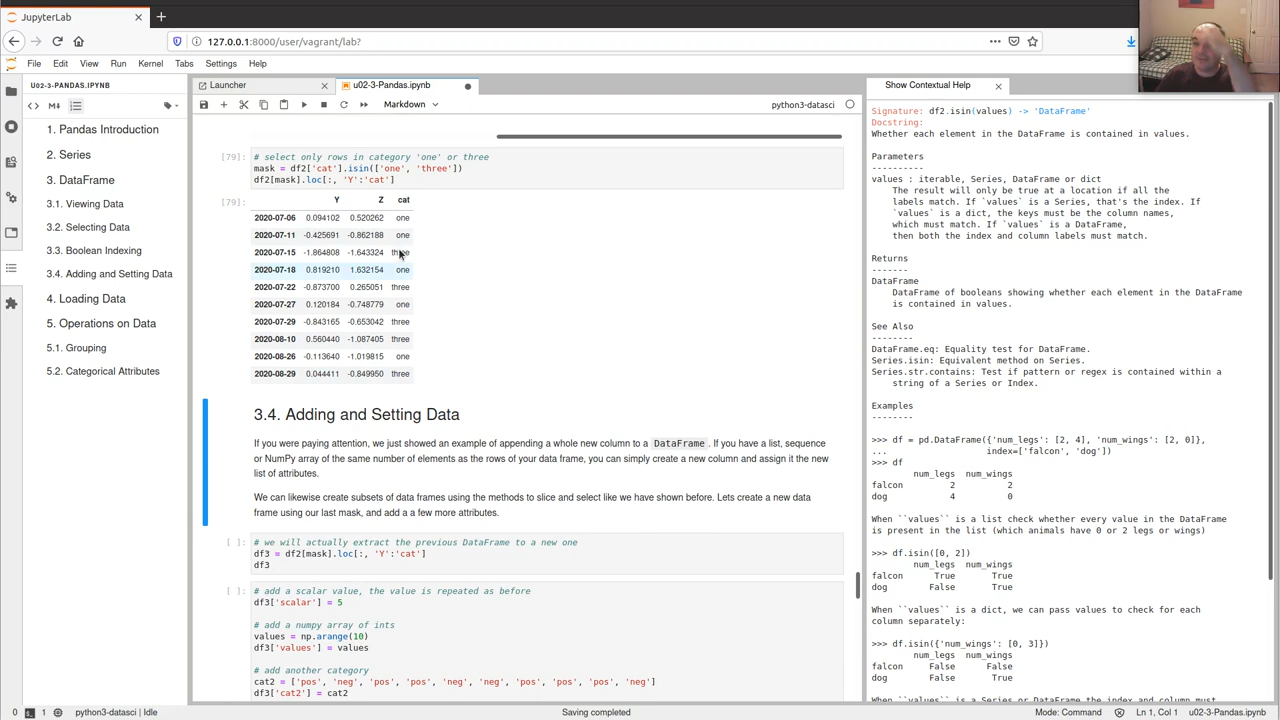 JupyterLab
127.0.0.1:8000/user/vagrant/lab?
File Edit View Run Kernel Tabs Settings Help
U02-3-PANDAS.IPYNB
1. Pandas Introduction
2. Series
3. DataFrame
3.1. Viewing Data
3.2. Selecting Data
3.3. Boolean Indexing
3.4. Adding and Setting Data
4. Loading Data
5. Operations on Data
5.1. Grouping
5.2. Categorical Attributes
Launcher
u02-3-Pandas.ipynb
Markdown
python3-datasci
[79]:
# select only rows in category 'one' or three
mask = df2['cat'].isin(['one', 'three'])
df2[mask].loc[:, 'Y':'cat']
[79]:
Y Z cat
2020-07-06 0.094102 0.520262 one
2020-07-11 -0.425691 -0.862188 one
2020-07-15 -1.864808 -1.643324 three
2020-07-18 0.819210 1.632154 one
2020-07-22 -0.873700 0.265051 three
2020-07-27 0.120184 -0.748779 one
2020-07-29 -0.843165 -0.653042 three
2020-08-10 0.560440 -1.087405 three
2020-08-26 -0.113640 -1.019815 one
2020-08-29 0.044411 -0.849950 three
3.4. Adding and Setting Data
If you were paying attention, we just showed an example of appending a whole new column to a DataFrame. If you have a list, sequence
or NumPy array of the same number of elements as the rows of your data frame, you can simply create a new column and assign it the new
list of attributes.
We can likewise create subsets of data frames using the methods to slice and select like we have shown before. Lets create a new data
frame using our last mask, and add a a few more attributes.
[ ]:
# we will actually extract the previous DataFrame to a new one
df3 = df2[mask].loc[:, 'Y':'cat']
df3
[ ]:
# add a scalar value, the value is repeated as before
df3['scalar'] = 5
# add a numpy array of ints
values = np.arange(10)
df3['values'] = values
# add another category
cat2 = ['pos', 'neg', 'pos', 'pos', 'neg', 'neg', 'pos', 'pos', 'pos', 'neg']
df3['cat2'] = cat2
Show Contextual Help
Signature: df2.isin(values) -> 'DataFrame'
Docstring:
Whether each element in the DataFrame is contained in values.
Parameters
----------
values : iterable, Series, DataFrame or dict
The result will only be true at a location if all the
labels match. If `values` is a Series, that's the index. If
`values` is a dict, the keys must be the column names,
which must match. If `values` is a DataFrame,
then both the index and column labels must match.
Returns
-------
DataFrame
DataFrame of booleans showing whether each element in the DataFrame
is contained in values.
See Also
--------
DataFrame.eq: Equality test for DataFrame.
Series.isin: Equivalent method on Series.
Series.str.contains: Test if pattern or regex is contained within a
string of a Series or Index.
Examples
--------
>>> df = pd.DataFrame({'num_legs': [2, 4], 'num_wings': [2, 0]},
... index=['falcon', 'dog'])
>>> df
num_legs num_wings
falcon 2 2
dog 4 0
When ``values`` is a list check whether every value in the DataFrame
is present in the list (which animals have 0 or 2 legs or wings)
>>> df.isin([0, 2])
num_legs num_wings
falcon True True
dog False True
When ``values`` is a dict, we can pass values to check for each
column separately:
>>> df.isin({'num_wings': [0, 3]})
num_legs num_wings
falcon False False
dog False True
When ``values`` is a Series or DataFrame the index and column must
0 1 python3-datasci | Idle
Saving completed
Mode: Command Ln 1, Col 1 u02-3-Pandas.ipynb